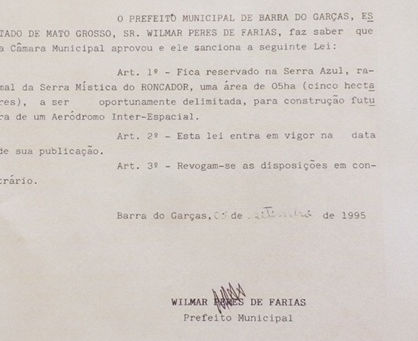 O PREFEITO MUNICIPAL DE BARRA DO GARÇAS, ES
TADO DE MATO GROSSO, SR. WILMAR PERES DE FARIAS, faz saber que
a Câmara Municipal aprovou e ele sanciona a seguinte Lei:
Art. 1º - Fica reservado na Serra Azul, ra-
mal da Serra Mística do RONCADOR, uma área de 05ha (cinco hecta
res), a ser oportunamente delimitada, para construção futu
ra de um Aeródromo Inter-Espacial.
Art. 2º - Esta lei entra em vigor na data
de sua publicação.
Art. 3º - Revogam-se as disposições em con-
trário.
Barra do Garças, 05 de setembro de 1995
WILMAR PERES DE FARIAS
Prefeito Municipal